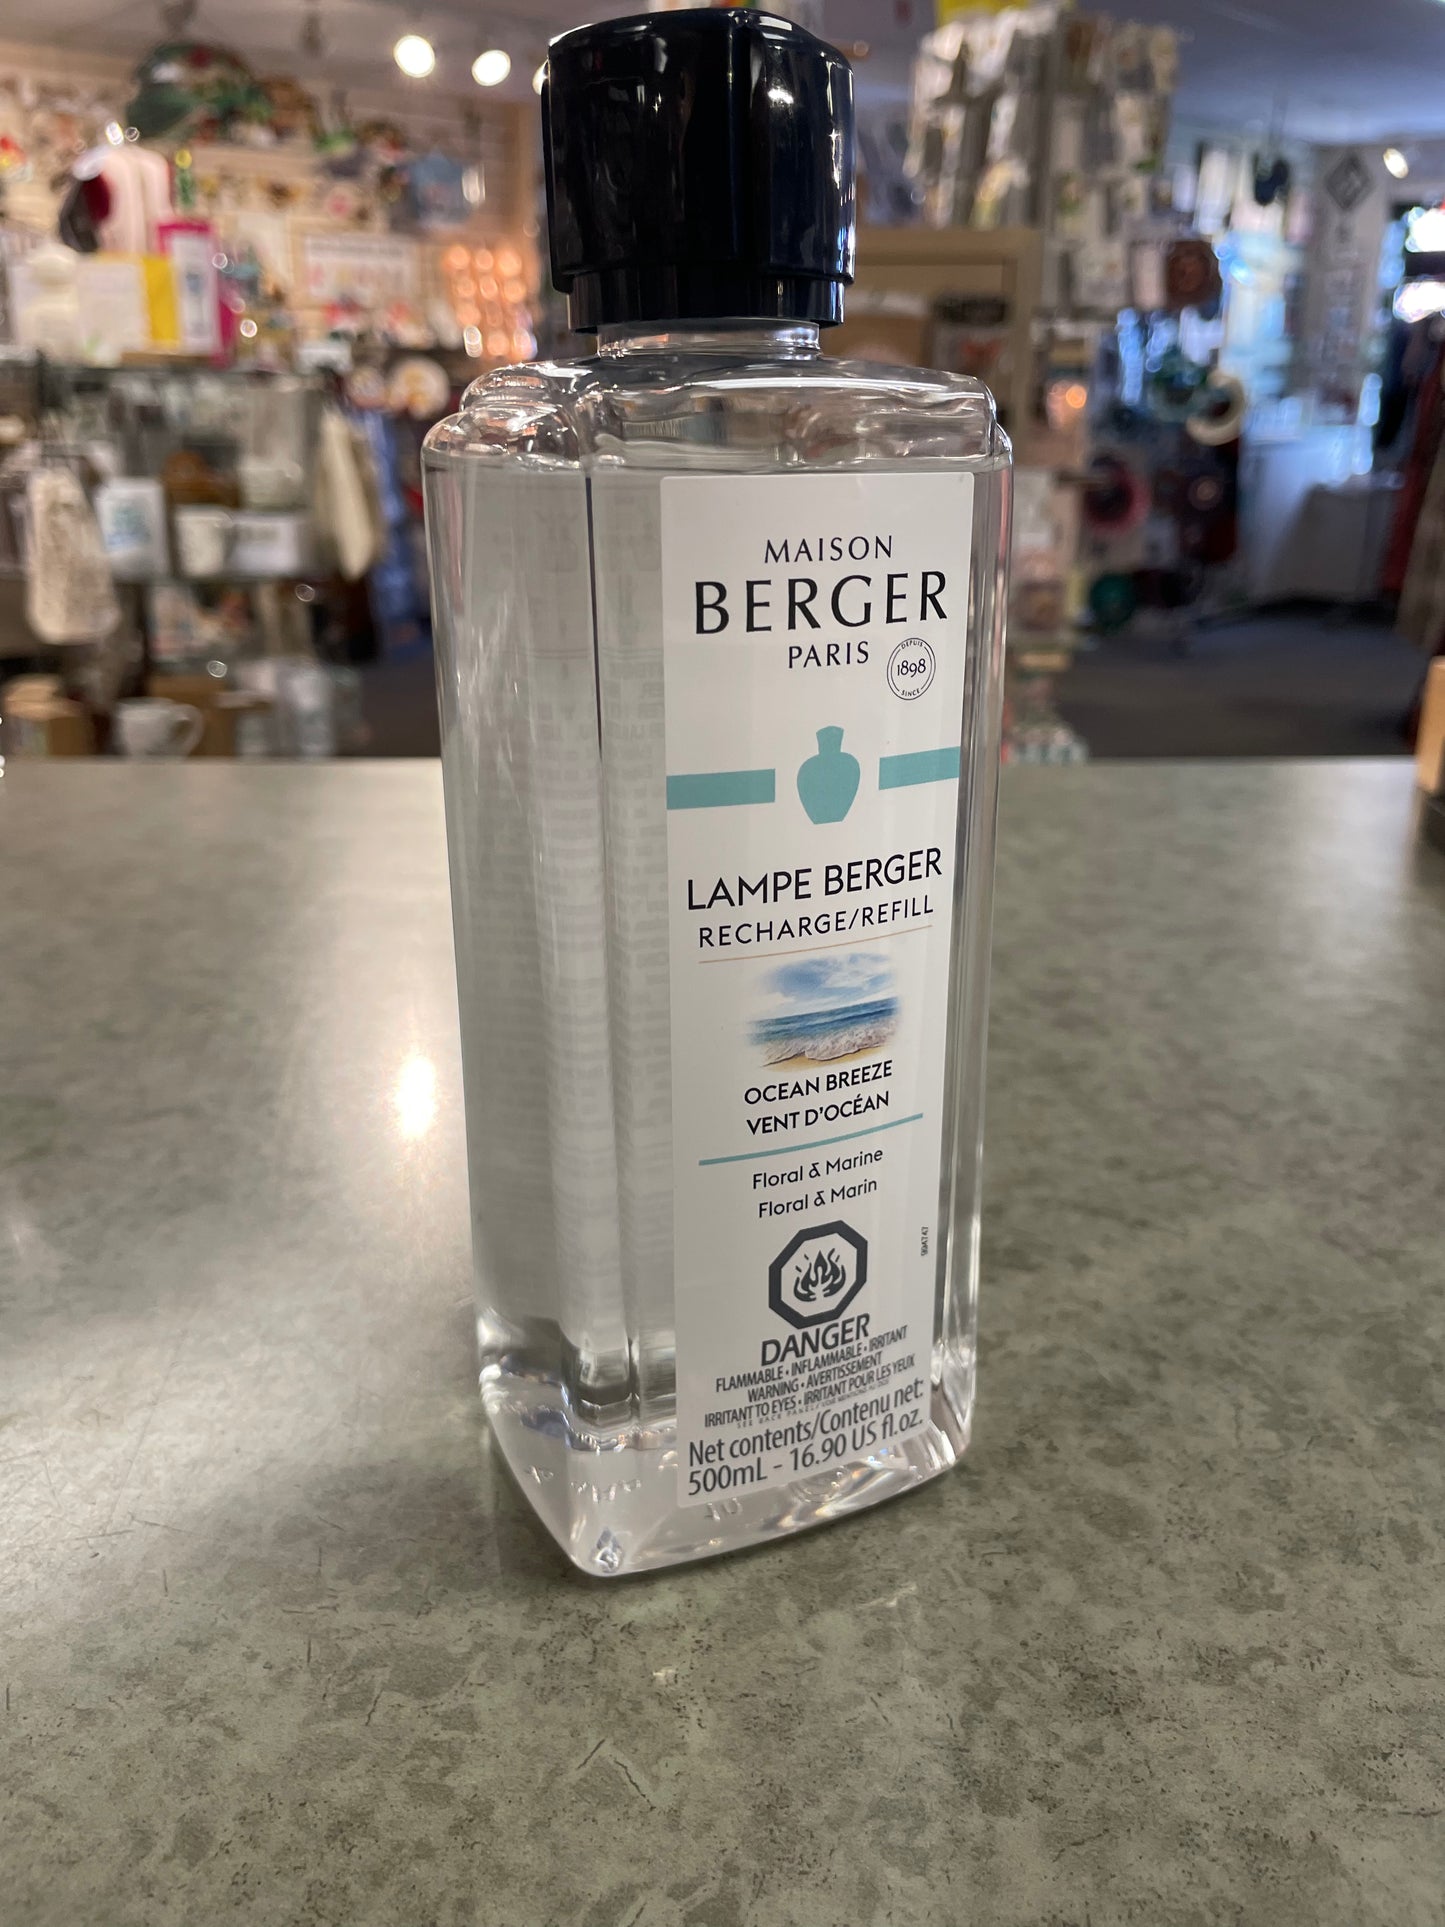 MAISON
BERGER
PARIS
DEPUIS
1898
SINCE
LAMPE BERGER
RECHARGE/REFILL
OCEAN BREEZE
VENT D'OCÉAN
Floral & Marine
Floral & Marin
994747
DANGER
FLAMMABLE • INFLAMMABLE • IRRITANT
WARNING • AVERTISSEMENT
IRRITANT TO EYES • IRRITANT POUR LES YEUX
Net contents/Contenu net:
500mL - 16.90 US fl.oz.